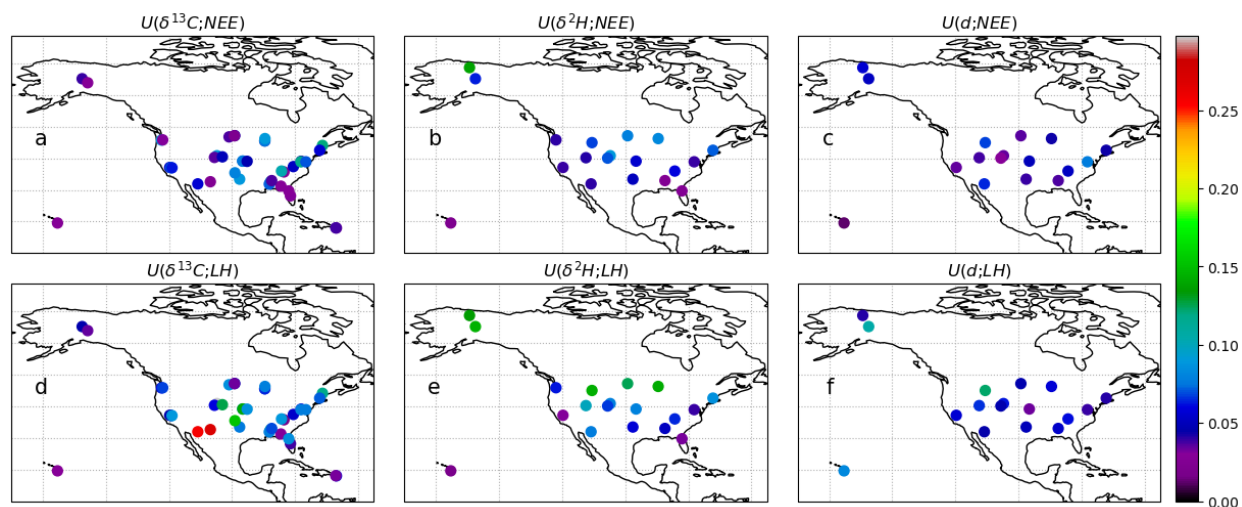 U(δ¹³C;NEE)
U(δ²H;NEE)
U(d;NEE)
a
b
c
U(δ¹³C;LH)
U(δ²H;LH)
U(d;LH)
d
e
f
0.25
0.20
0.15
0.10
0.05
0.00